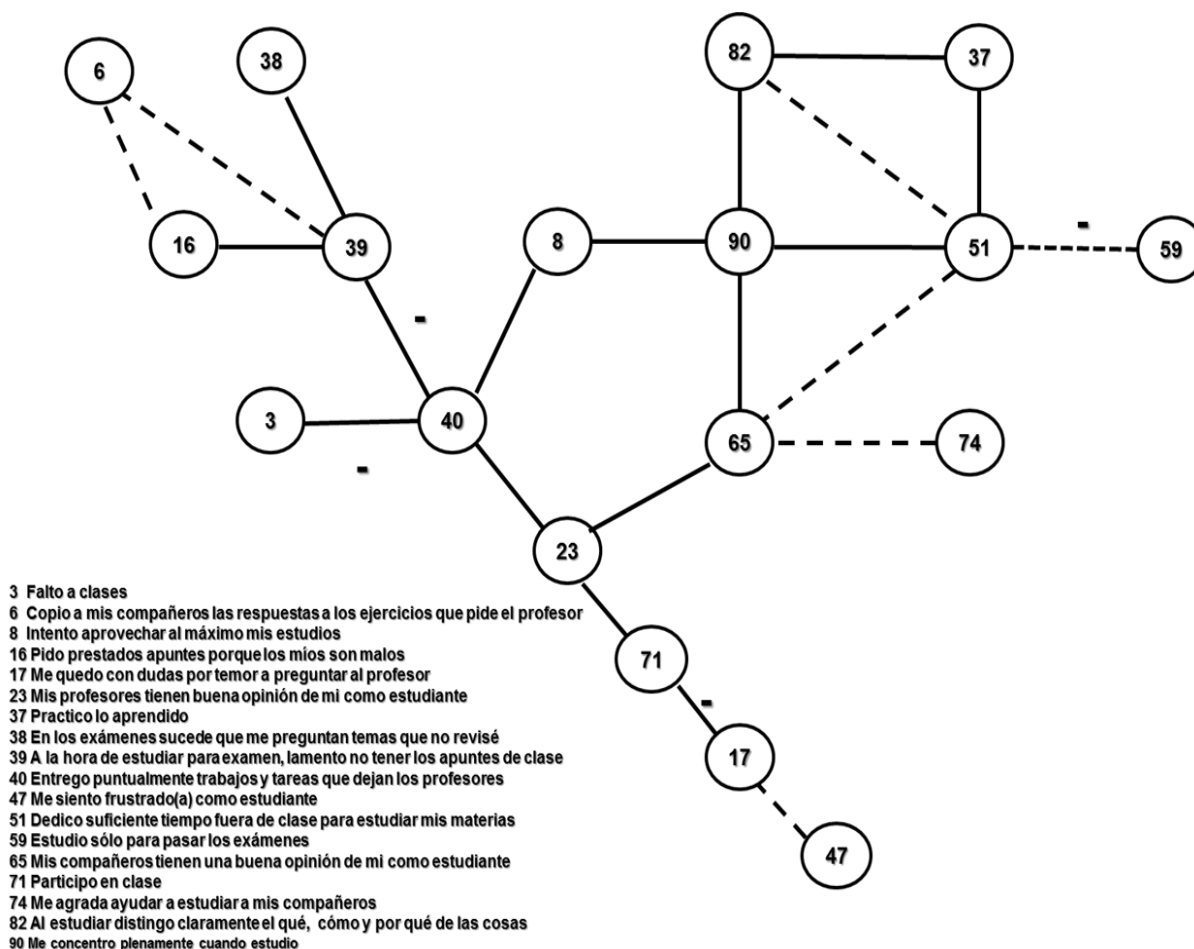 6
38
82
37
16
39
8
90
51
-
59
-
3
40
65
74
-
23
71
-
17
47
3 Falto a clases
6 Copio a mis compañeros las respuestas a los ejercicios que pide el profesor
8 Intento aprovechar al máximo mis estudios
16 Pido prestados apuntes porque los míos son malos
17 Me quedo con dudas por temor a preguntar al profesor
23 Mis profesores tienen buena opinión de mi como estudiante
37 Practico lo aprendido
38 En los exámenes sucede que me preguntan temas que no revisé
39 A la hora de estudiar para examen, lamento no tener los apuntes de clase
40 Entrego puntualmente trabajos y tareas que dejan los profesores
47 Me siento frustrado(a) como estudiante
51 Dedico suficiente tiempo fuera de clase para estudiar mis materias
59 Estudio sólo para pasar los exámenes
65 Mis compañeros tienen una buena opinión de mi como estudiante
71 Participo en clase
74 Me agrada ayudar a estudiar a mis compañeros
82 Al estudiar distingo claramente el qué, cómo y por qué de las cosas
90 Me concentro plenamente cuando estudio